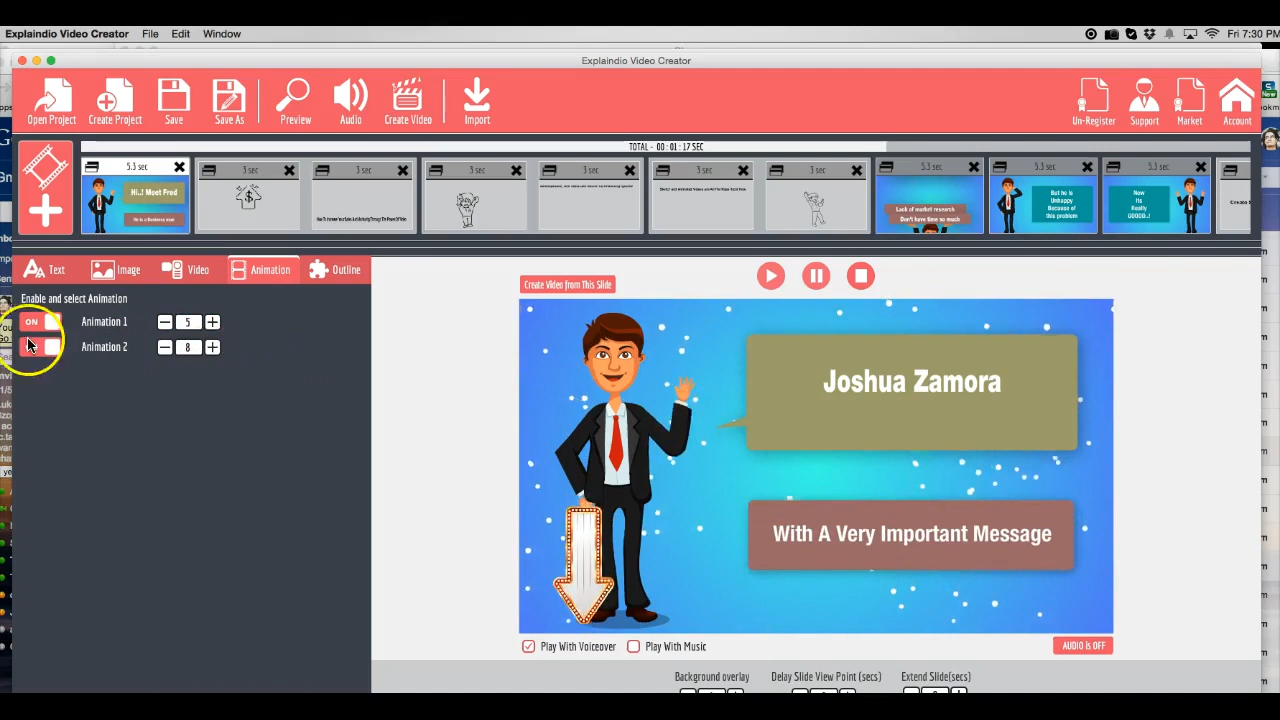 Explaindio Video Creator File Edit Window Fri 7:30 PM
Explaindio Video Creator
Open Project Create Project Save Save As Preview Audio Create Video Import Un-Register Support Market Account
TOTAL - 00 : 01 : 17 SEC
5.3 sec 3 sec 3 sec 3 sec 3 sec 3 sec 3 sec 5.3 sec 5.3 sec 5.3 sec
Hi..! Meet Fred
He is a Business man
Lack of market research
Don't have time so much
But he is
Unhappy
Because of
this problem
Now
Its
Really
GOOOD..!
Text Image Video Animation Outline
Enable and select Animation
ON Animation 1 5
Animation 2 8
Create Video from This Slide
Joshua Zamora
With A Very Important Message
Play With Voiceover Play With Music AUDIO is OFF
Background overlay Delay Slide View Point (secs) Extend Slide(secs)